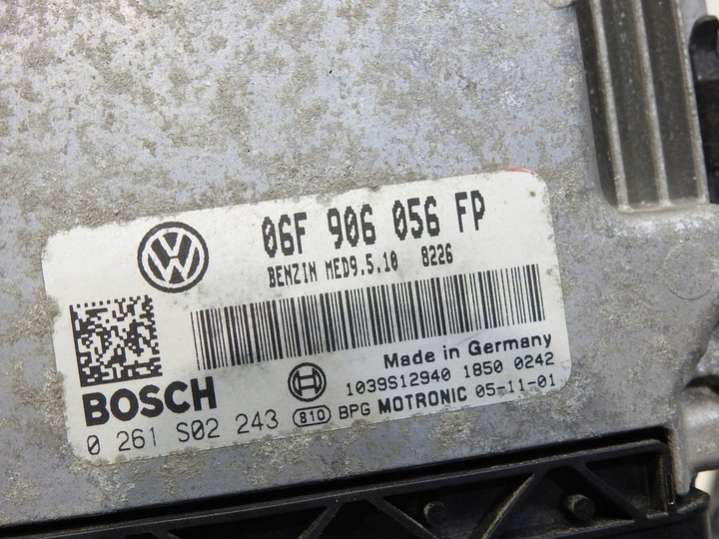 06F 906 056 FP
BENZIN MED9.5.10 8226
Made in Germany
BOSCH
1039S12940 1850 0242
0 261 S02 243 810 BPG MOTRONIC 05-11-01